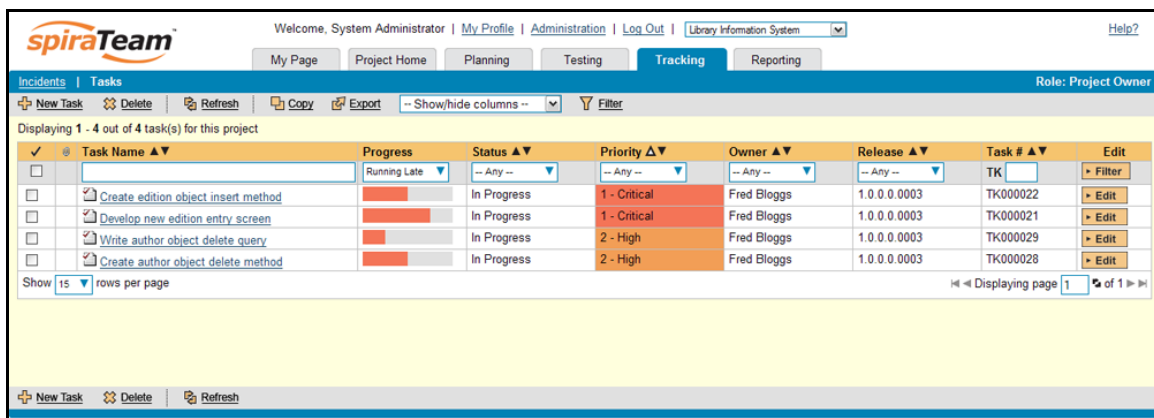 spiraTeam™
Welcome, System Administrator | My Profile | Administration | Log Out | Library Information System Help?
My Page Project Home Planning Testing Tracking Reporting
Incidents | Tasks Role: Project Owner
New Task Delete Refresh Copy Export -- Show/hide columns -- Filter
Displaying 1 - 4 out of 4 task(s) for this project
Task Name ▲▼ Progress Status ▲▼ Priority Δ▼ Owner ▲▼ Release ▲▼ Task # ▲▼ Edit
Running Late -- Any -- -- Any -- -- Any -- -- Any -- TK Filter
Create edition object insert method In Progress 1 - Critical Fred Bloggs 1.0.0.0.0003 TK000022 Edit
Develop new edition entry screen In Progress 1 - Critical Fred Bloggs 1.0.0.0.0003 TK000021 Edit
Write author object delete query In Progress 2 - High Fred Bloggs 1.0.0.0.0003 TK000029 Edit
Create author object delete method In Progress 2 - High Fred Bloggs 1.0.0.0.0003 TK000028 Edit
Show 15 rows per page Displaying page 1 of 1
New Task Delete Refresh